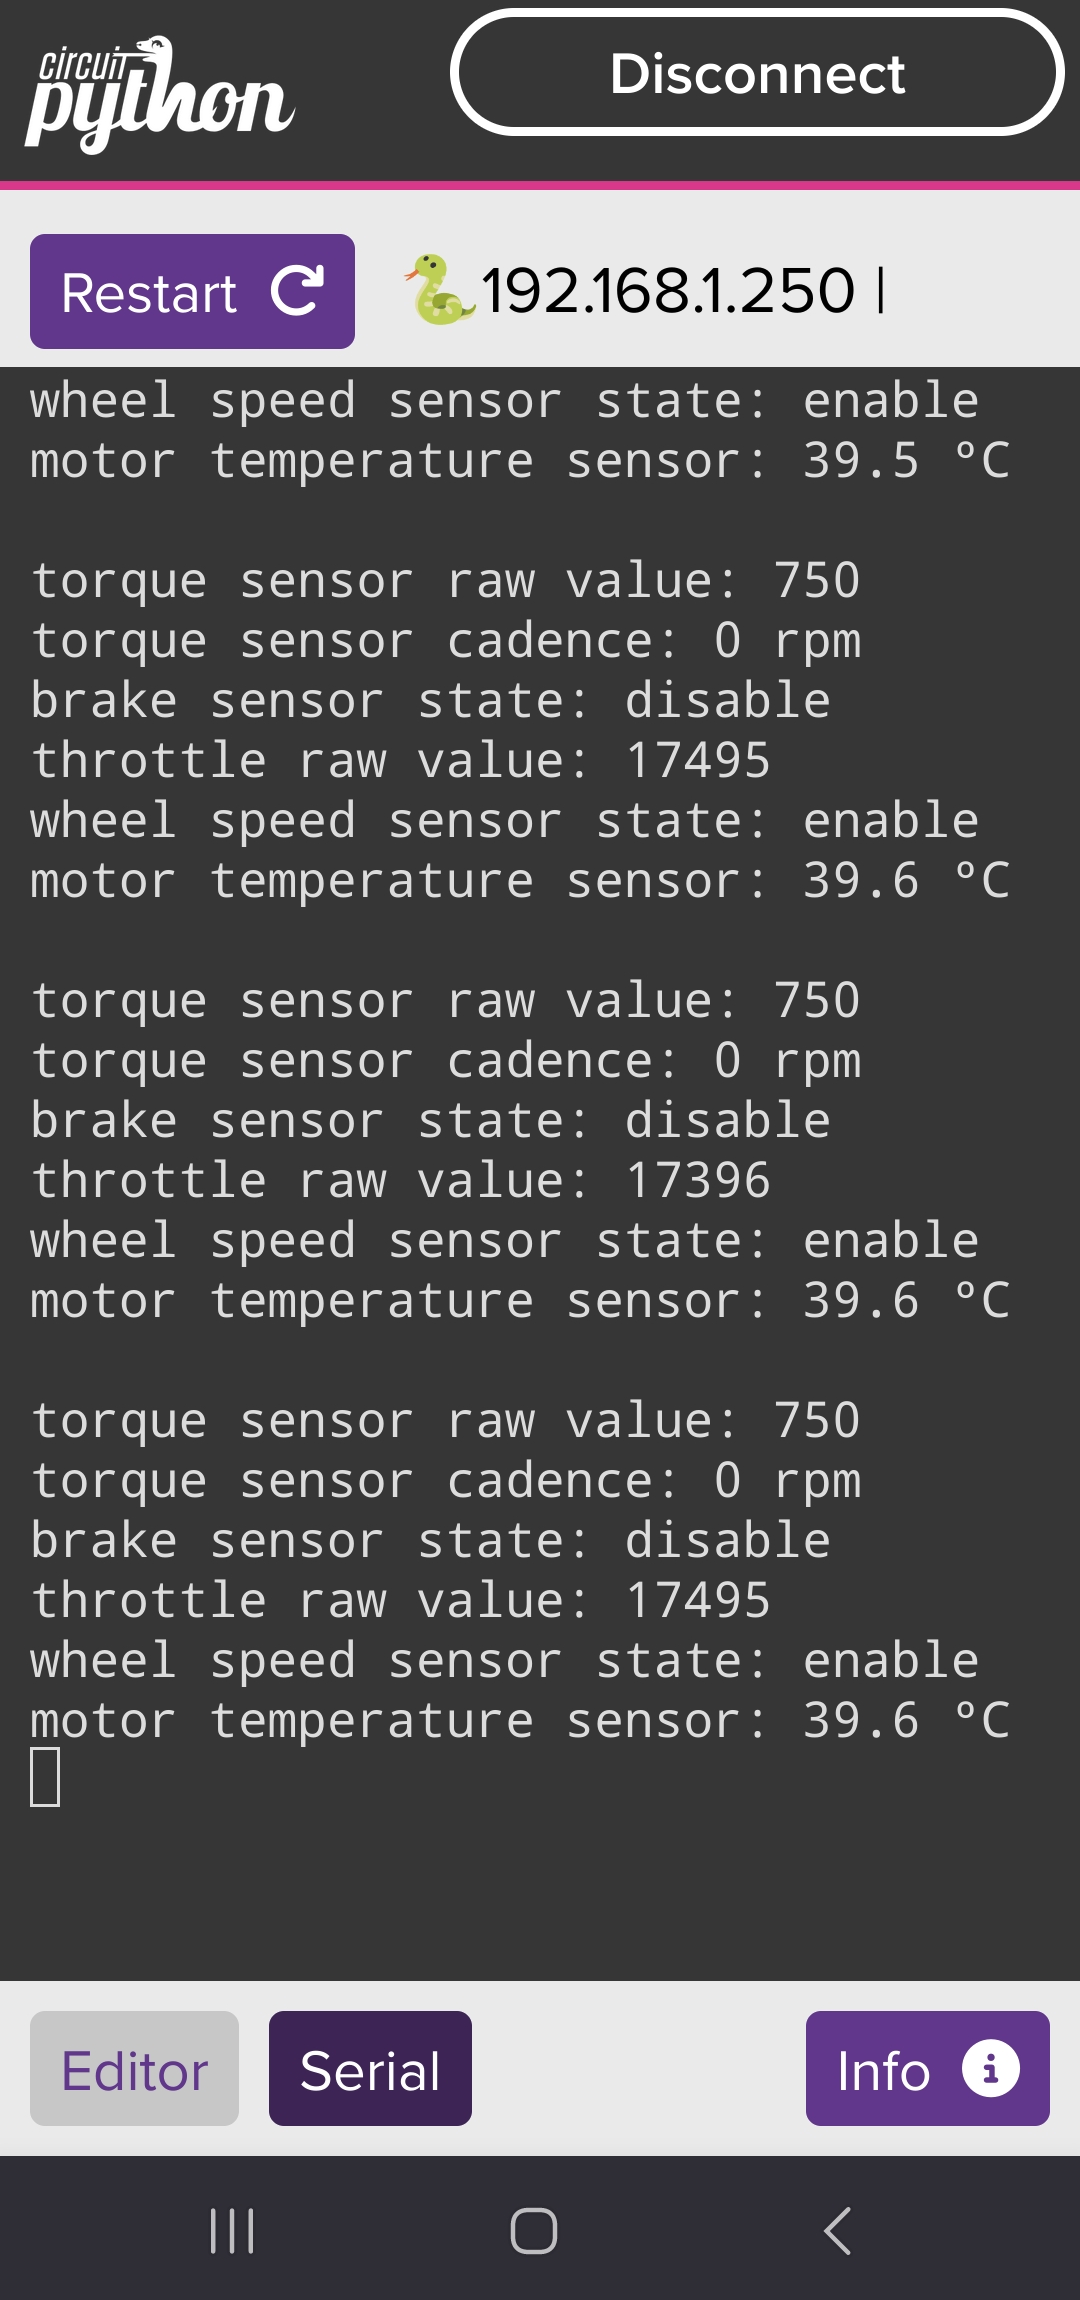 circuit
python
Disconnect
Restart
192.168.1.250 |
wheel speed sensor state: enable
motor temperature sensor: 39.5 ºC
torque sensor raw value: 750
torque sensor cadence: 0 rpm
brake sensor state: disable
throttle raw value: 17495
wheel speed sensor state: enable
motor temperature sensor: 39.6 ºC
torque sensor raw value: 750
torque sensor cadence: 0 rpm
brake sensor state: disable
throttle raw value: 17396
wheel speed sensor state: enable
motor temperature sensor: 39.6 ºC
torque sensor raw value: 750
torque sensor cadence: 0 rpm
brake sensor state: disable
throttle raw value: 17495
wheel speed sensor state: enable
motor temperature sensor: 39.6 ºC
Editor
Serial
Info